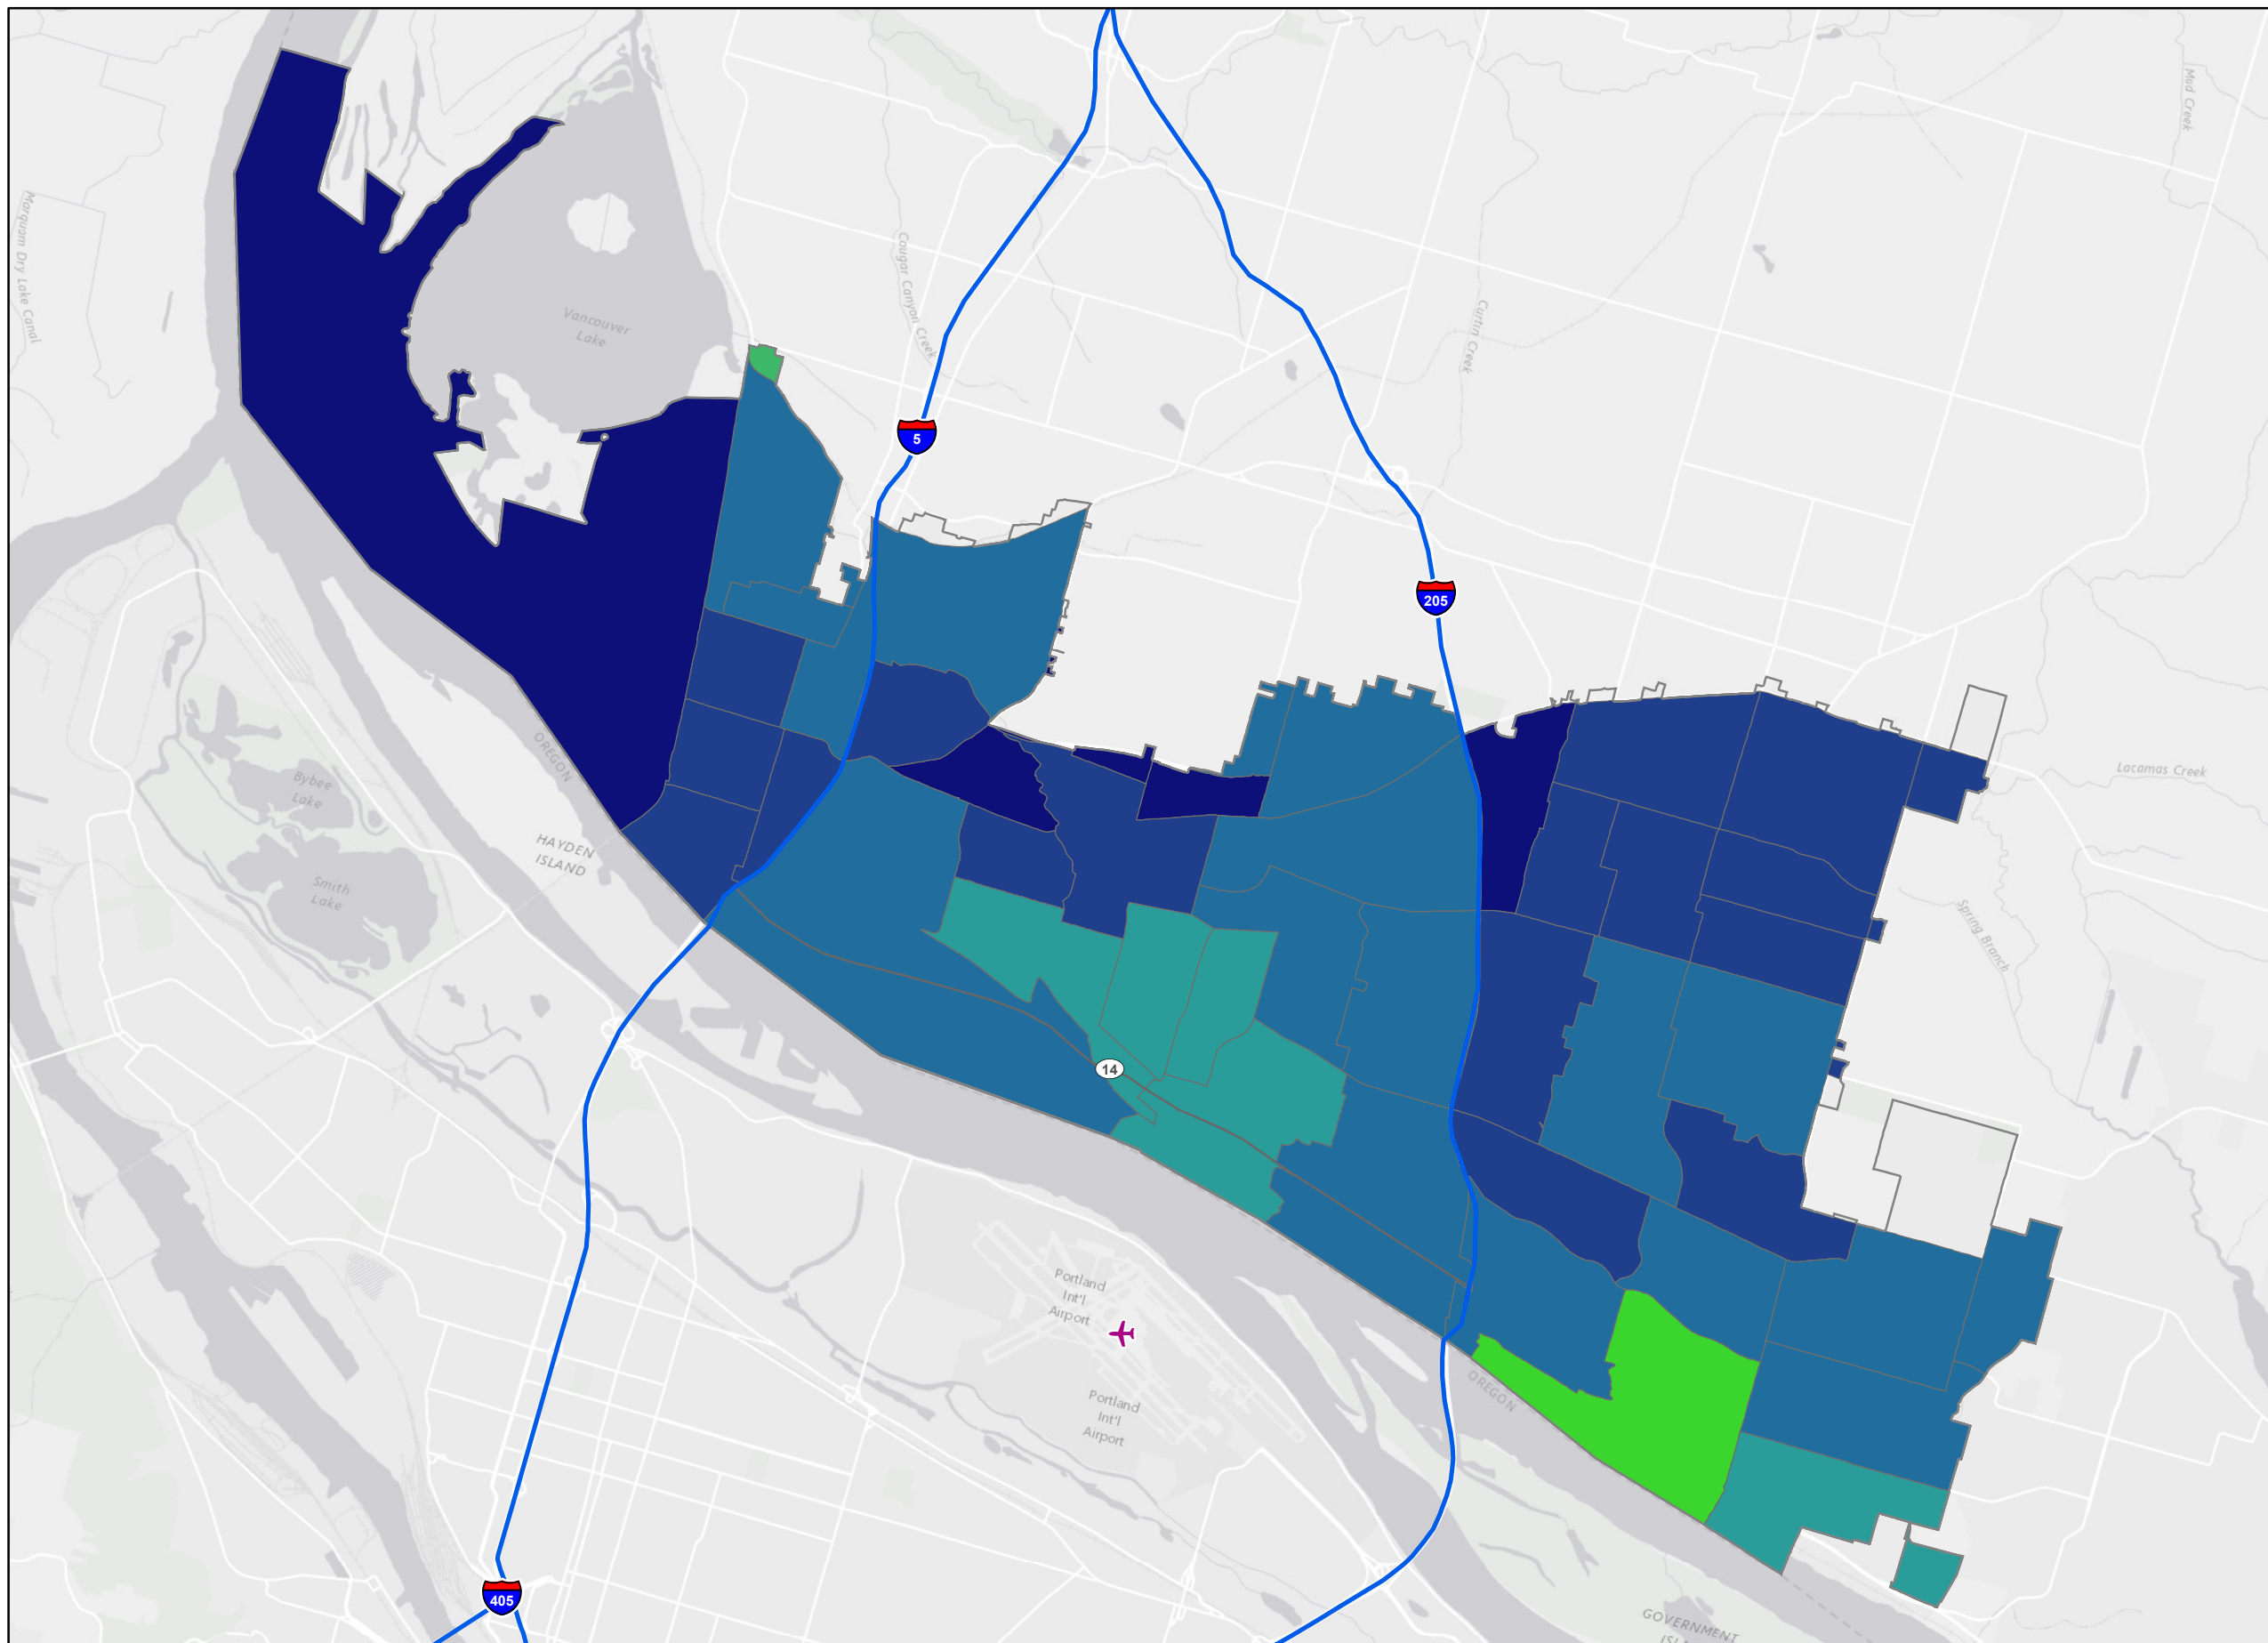 Mud Creek
Marquam Dry Lake Canal
Cougar Canyon Creek
Vancouver
Lake
Curtin Creek
5
205
OREGON
Bybee
Lake
Lacamas Creek
HAYDEN
ISLAND
Smith
Lake
Spring Branch
14
Portland
Int'l
Airport
Portland
Int'l
Airport
OREGON
405
GOVERNMENT